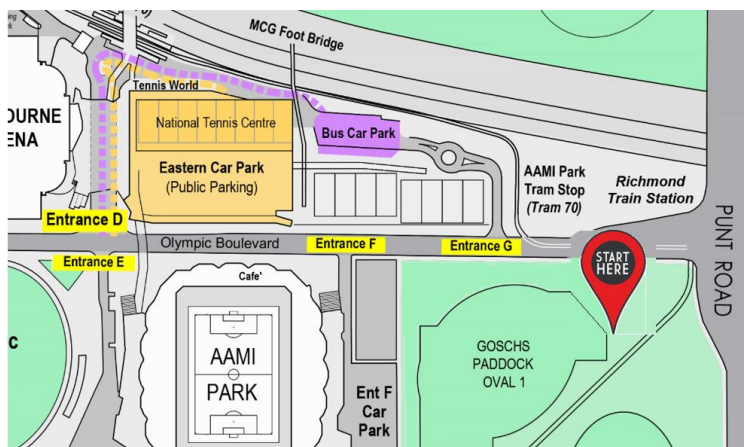 MCG Foot Bridge
Tennis World
OURNE
ENA
National Tennis Centre
Bus Car Park
Eastern Car Park
(Public Parking)
AAMI Park
Tram Stop
(Tram 70)
Richmond
Train Station
Entrance D
Olympic Boulevard
Entrance F
Entrance G
Entrance E
PUNT ROAD
START
HERE
Cafe'
C
AAMI
PARK
GOSCHS
PADDOCK
OVAL 1
Ent F
Car
Park